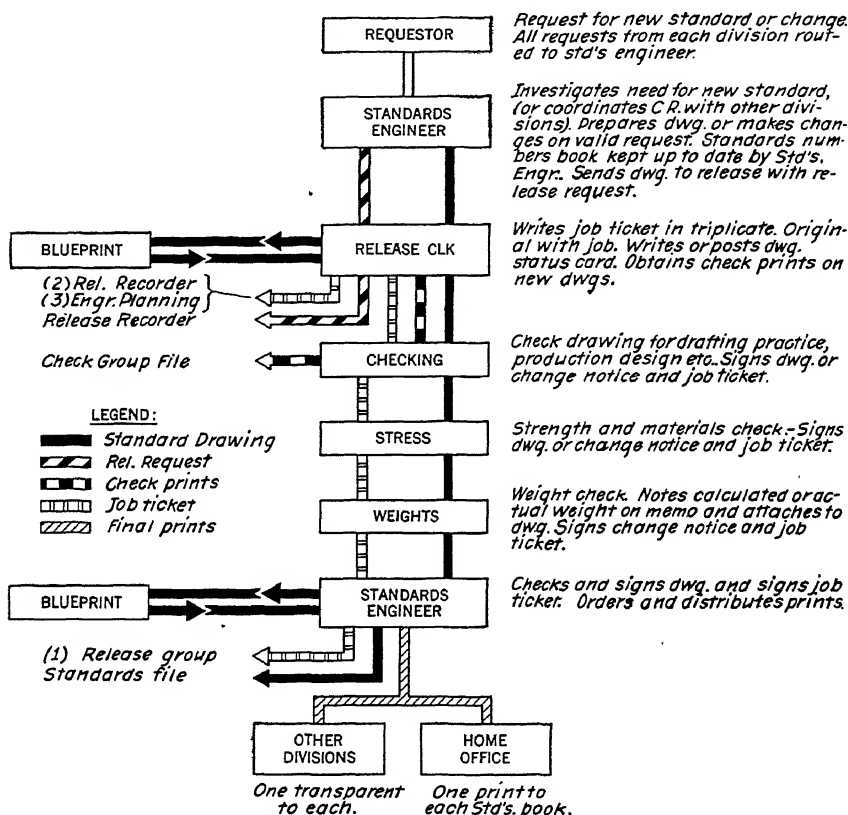 REQUESTOR
Request for new standard or change.
All requests from each division rout-
ed to std's engineer.
STANDARDS
ENGINEER
Investigates need for new standard,
(or coordinates C.R. with other divi-
sions). Prepares dwg. or makes chan-
ges on valid request. Standards num-
bers book kept up to date by Std's.
Engr.. Sends dwg. to release with re-
lease request.
BLUEPRINT
RELEASE CLK
Writes job ticket in triplicate. Origin-
al with job. Writes or posts dwg.
status card. Obtains check prints on
new dwgs.
(2) Rel. Recorder
(3) Engr. Planning
Release Recorder
Check Group File
CHECKING
Check drawing for drafting practice,
production design etc.. Signs dwg. or
change notice and job ticket.
LEGEND:
Standard Drawing
Rel. Request
Check prints
Job ticket
Final prints
STRESS
Strength and materials check.- Signs
dwg. or change notice and job ticket.
WEIGHTS
Weight check. Notes calculated or ac-
tual weight on memo and attaches to
dwg. Signs change notice and job
ticket.
BLUEPRINT
STANDARDS
ENGINEER
Checks and signs dwg. and signs job
ticket. Orders and distributes prints.
(1) Release group
Standards file
OTHER
DIVISIONS
HOME
OFFICE
One transparent
to each.
One print to
each Std's. book.